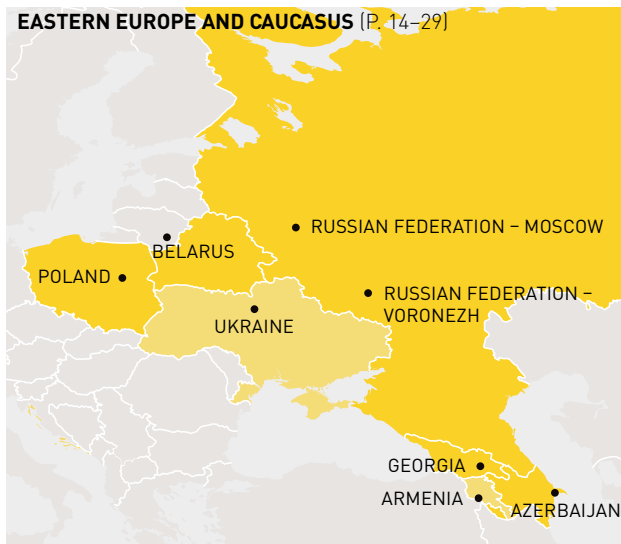 EASTERN EUROPE AND CAUCASUS (P. 14–29)
RUSSIAN FEDERATION – MOSCOW
BELARUS
POLAND
RUSSIAN FEDERATION –
VORONEZH
UKRAINE
GEORGIA
ARMENIA
AZERBAIJAN